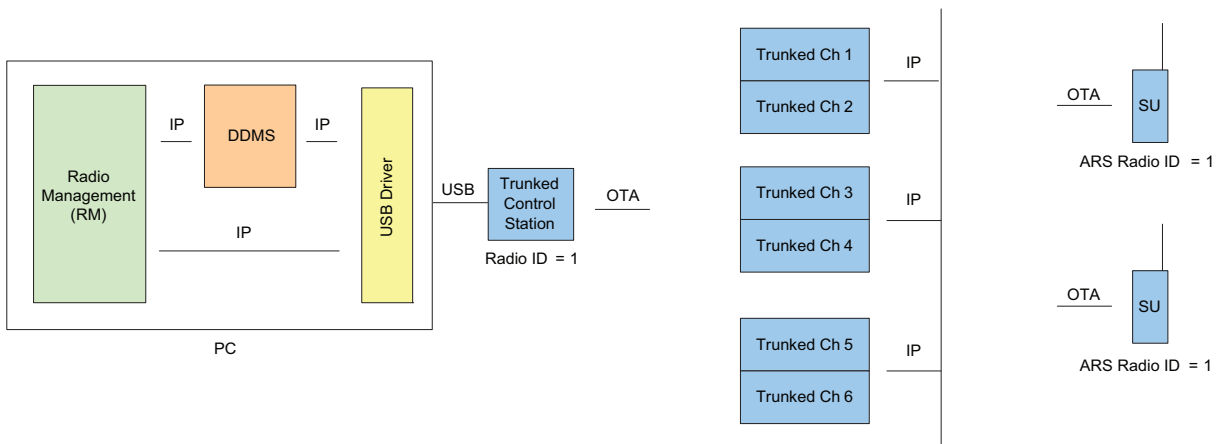 Radio
Management
(RM)
IP
DDMS
IP
IP
USB Driver
PC
USB
Trunked
Control
Station
Radio ID = 1
OTA
Trunked Ch 1
Trunked Ch 2
IP
Trunked Ch 3
Trunked Ch 4
IP
Trunked Ch 5
Trunked Ch 6
IP
OTA
SU
ARS Radio ID = 1
OTA
SU
ARS Radio ID = 1